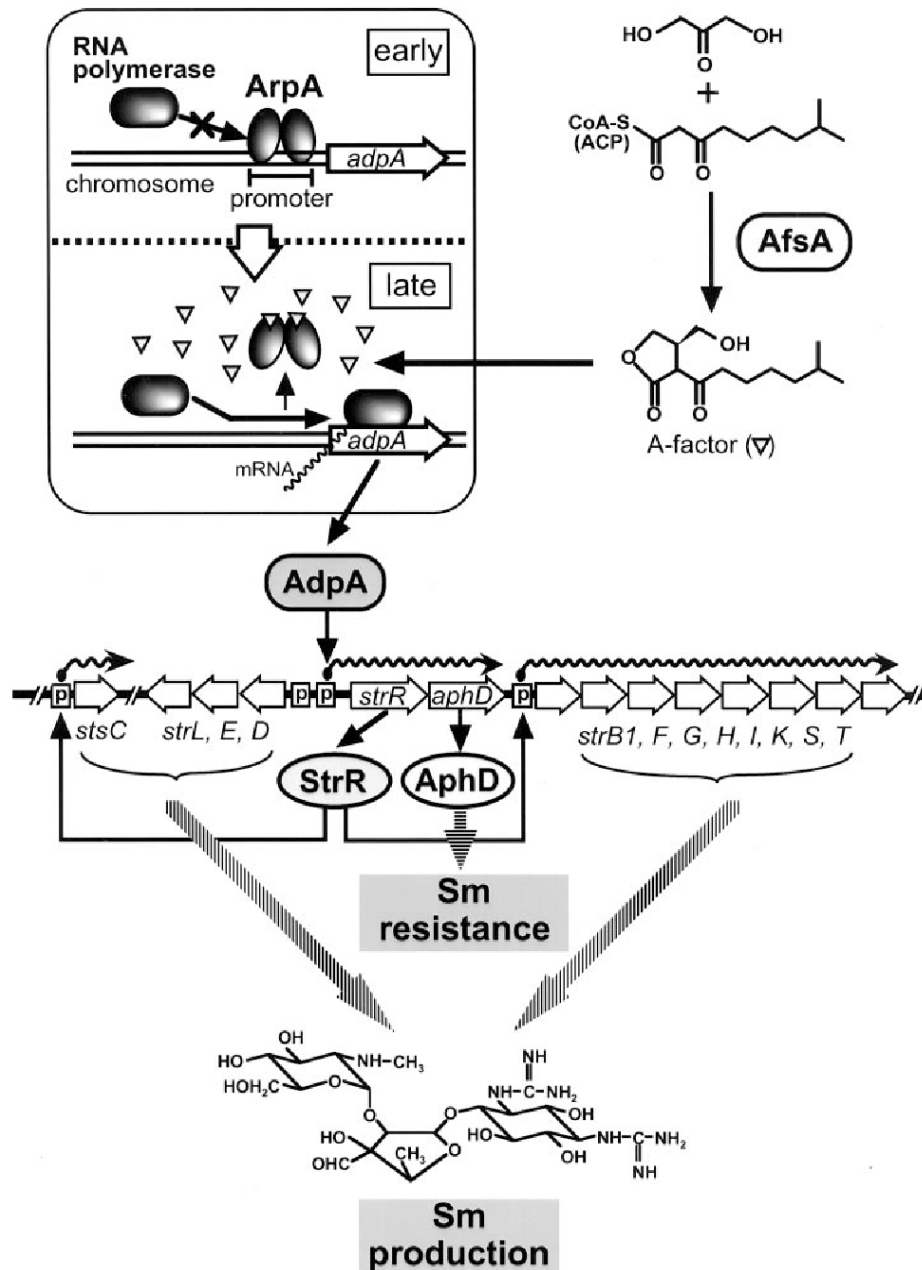 RNA
polymerase
early
ArpA
adpA
chromosome
promoter
late
adpA
mRNA
HO
OH
O
+
CoA-S
(ACP)
O
O
AfsA
O
OH
O
O
A-factor (▽)
AdpA
p
p
p
p
stsC
strL, E, D
strR
aphD
strB1, F, G, H, I, K, S, T
StrR
AphD
Sm
resistance
OH
HO
NH-CH₃
HOH₂C
O
O
HO
OHC
CH₃
O
O
NH
NH-C-NH₂
OH
HO
OH
NH-C-NH₂
NH
Sm
production